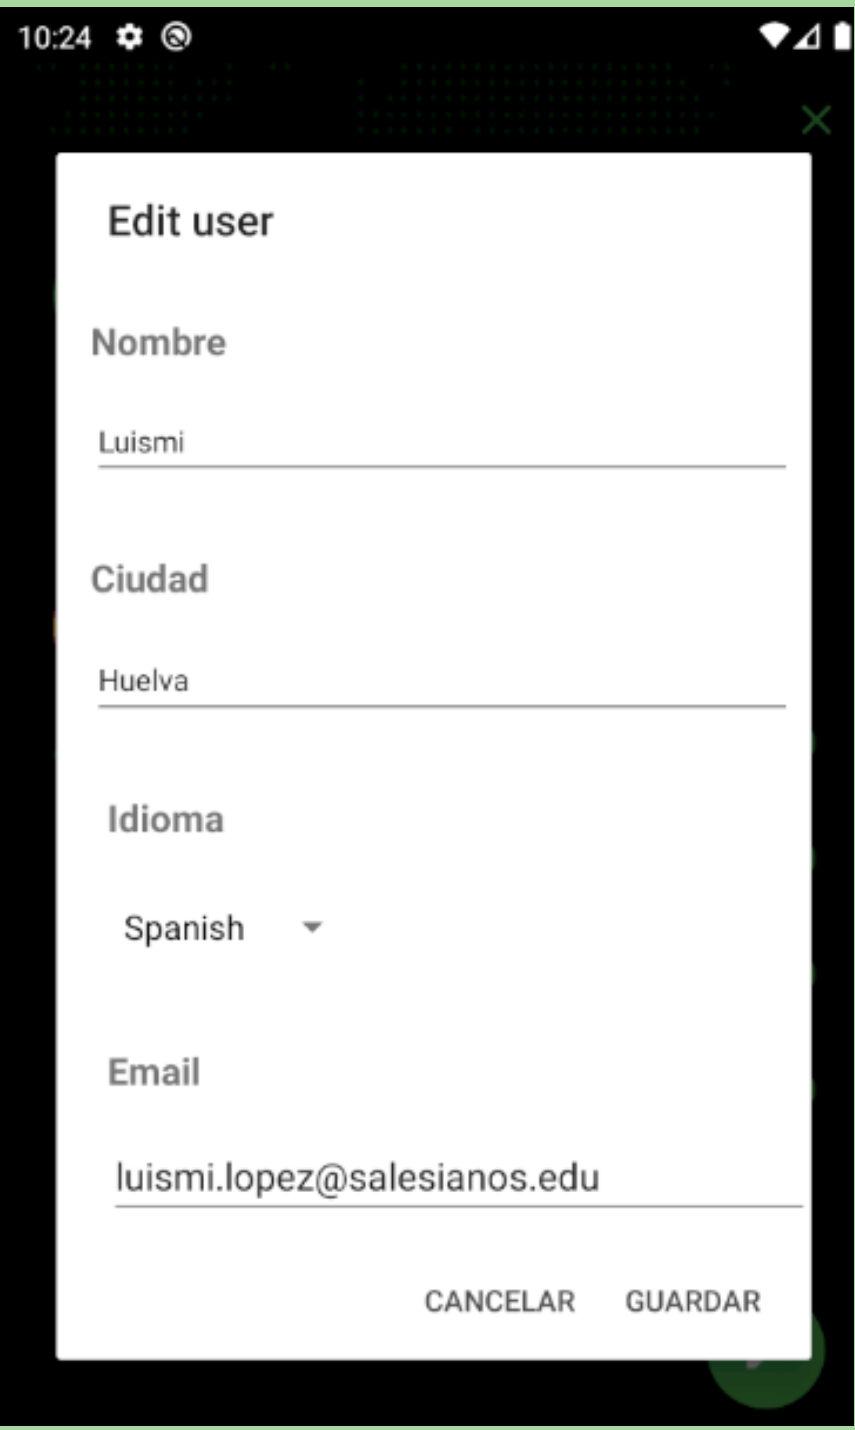 10:24
Edit user
Nombre
Luismi
Ciudad
Huelva
Idioma
Spanish
Email
luismi.lopez@salesianos.edu
CANCELAR GUARDAR